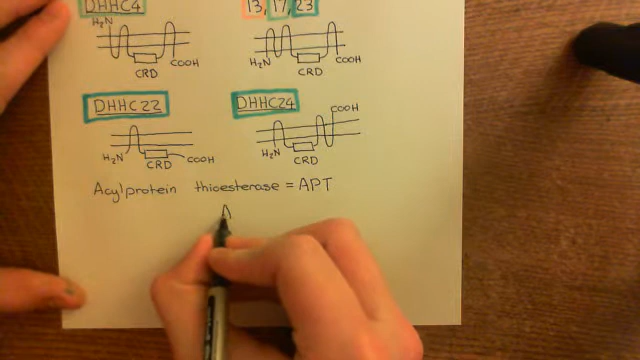 DHHC4
13, 17, 23
H₂N
CRD
COOH
H₂N
CRD
COOH
DHHC22
DHHC24
COOH
H₂N
CRD
COOH
H₂N
CRD
Acylprotein thioesterase = APT
A